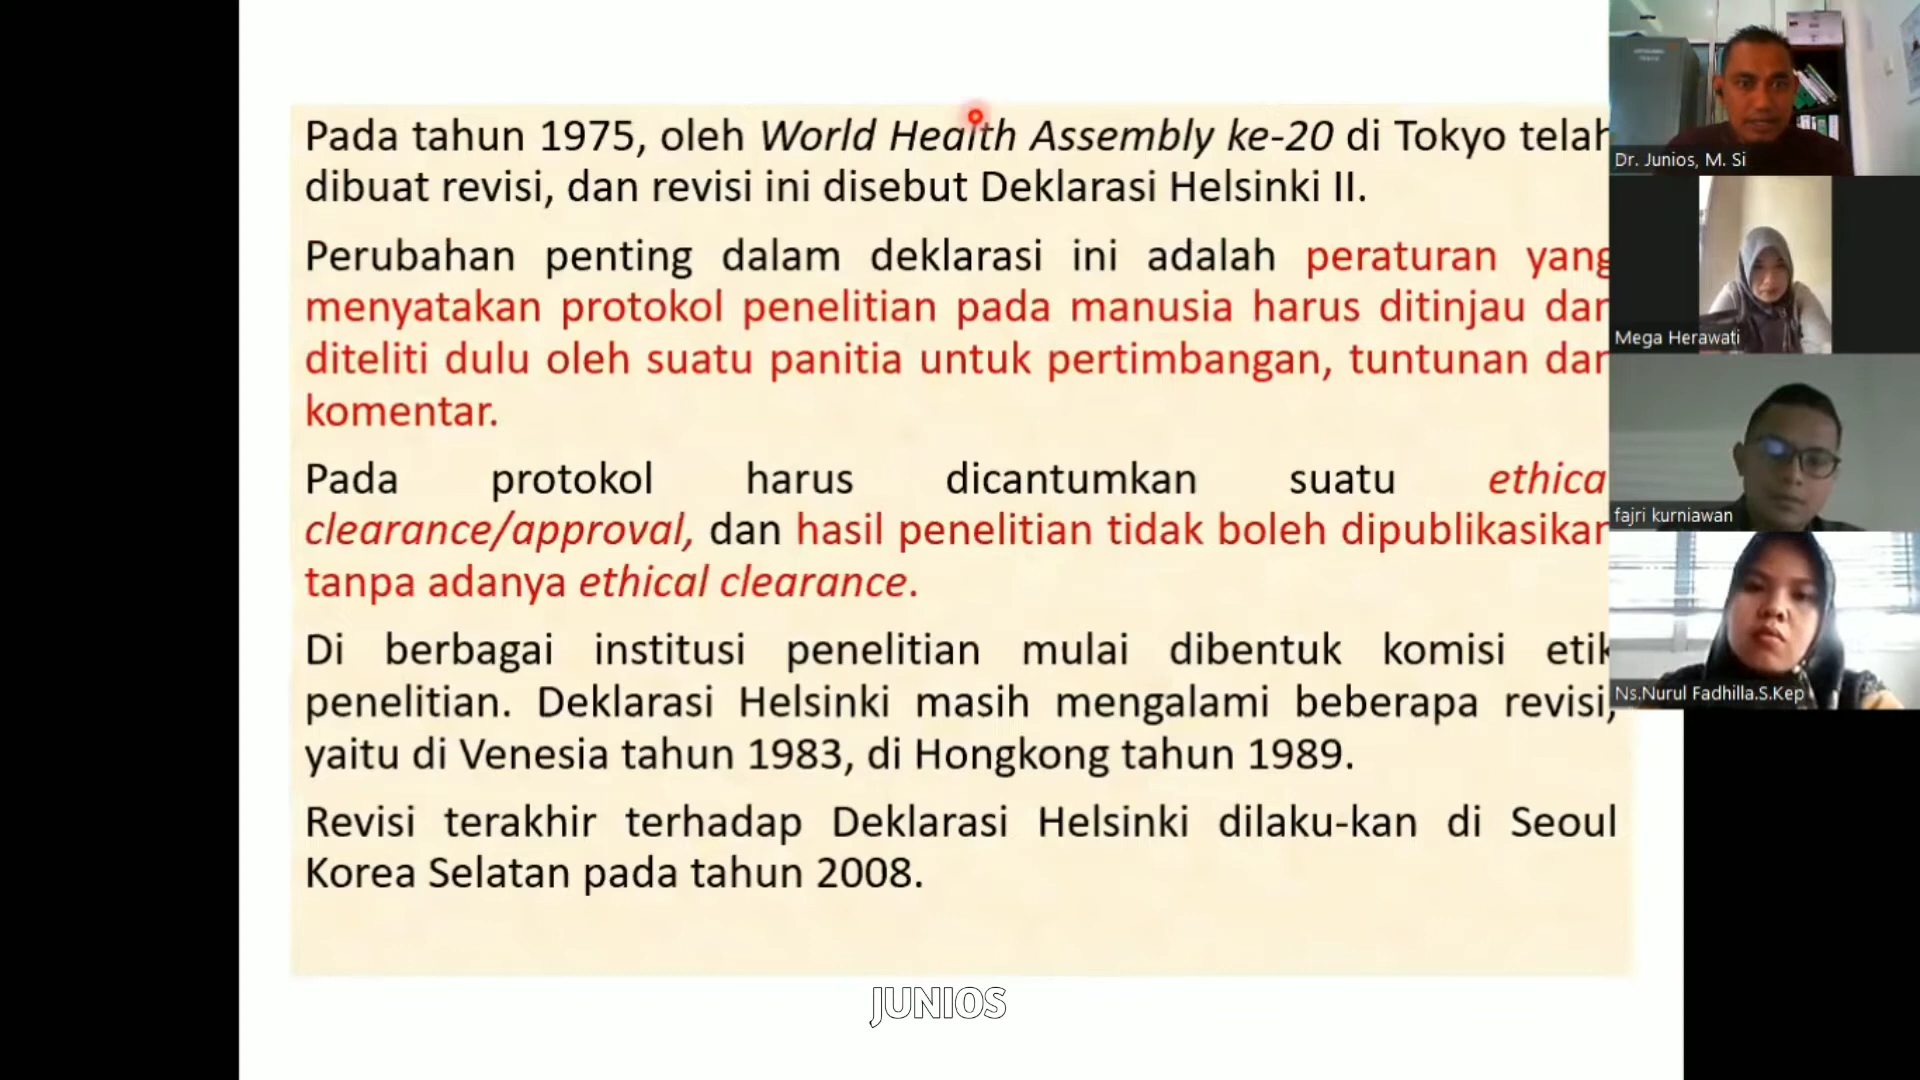 Pada tahun 1975, oleh World Health Assembly ke-20 di Tokyo telah
dibuat revisi, dan revisi ini disebut Deklarasi Helsinki II.
Perubahan penting dalam deklarasi ini adalah peraturan yang
menyatakan protokol penelitian pada manusia harus ditinjau dan
diteliti dulu oleh suatu panitia untuk pertimbangan, tuntunan dan
komentar.
Pada protokol harus dicantumkan suatu ethica
clearance/approval, dan hasil penelitian tidak boleh dipublikasikan
tanpa adanya ethical clearance.
Di berbagai institusi penelitian mulai dibentuk komisi etik
penelitian. Deklarasi Helsinki masih mengalami beberapa revisi,
yaitu di Venesia tahun 1983, di Hongkong tahun 1989.
Revisi terakhir terhadap Deklarasi Helsinki dilaku-kan di Seoul
Korea Selatan pada tahun 2008.
JUNIOS
Dr. Junios, M. Si
Mega Herawati
fajri kurniawan
Ns.Nurul Fadhilla.S.Kep